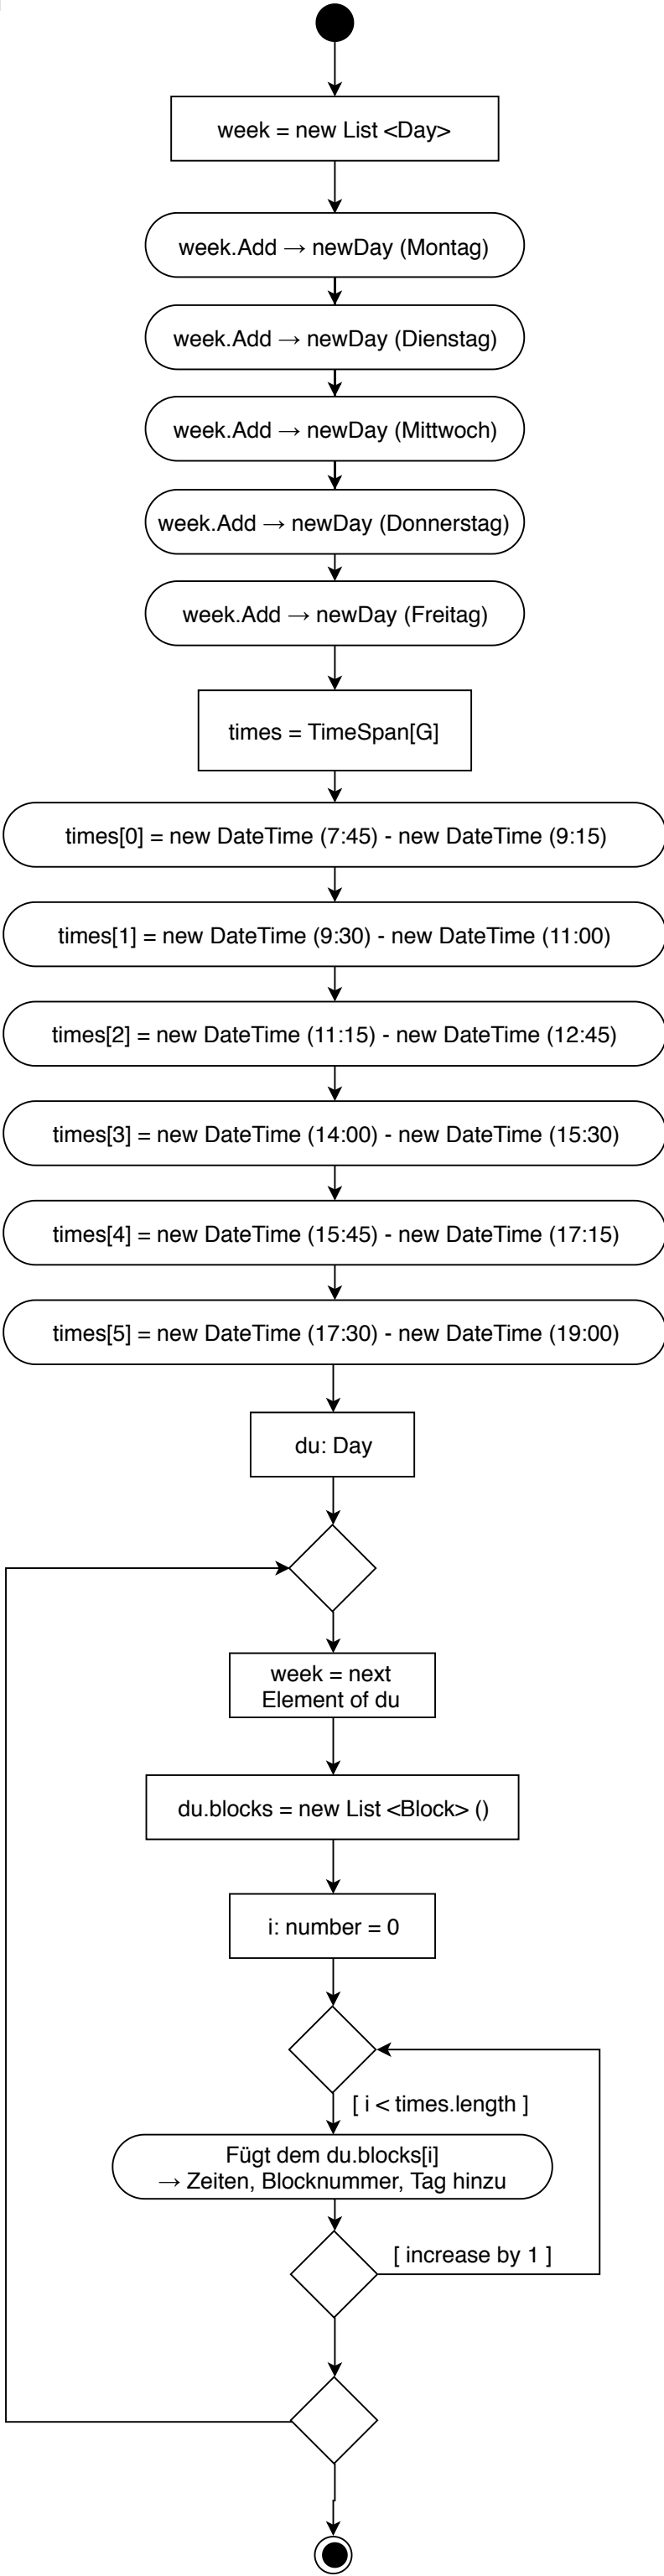 week = new List <Day>
week.Add → newDay (Montag)
week.Add → newDay (Dienstag)
week.Add → newDay (Mittwoch)
week.Add → newDay (Donnerstag)
week.Add → newDay (Freitag)
times = TimeSpan[G]
times[0] = new DateTime (7:45) - new DateTime (9:15)
times[1] = new DateTime (9:30) - new DateTime (11:00)
times[2] = new DateTime (11:15) - new DateTime (12:45)
times[3] = new DateTime (14:00) - new DateTime (15:30)
times[4] = new DateTime (15:45) - new DateTime (17:15)
times[5] = new DateTime (17:30) - new DateTime (19:00)
du: Day
week = next
Element of du
du.blocks = new List <Block> ()
i: number = 0
[ i < times.length ]
Fügt dem du.blocks[i]
→ Zeiten, Blocknummer, Tag hinzu
[ increase by 1 ]